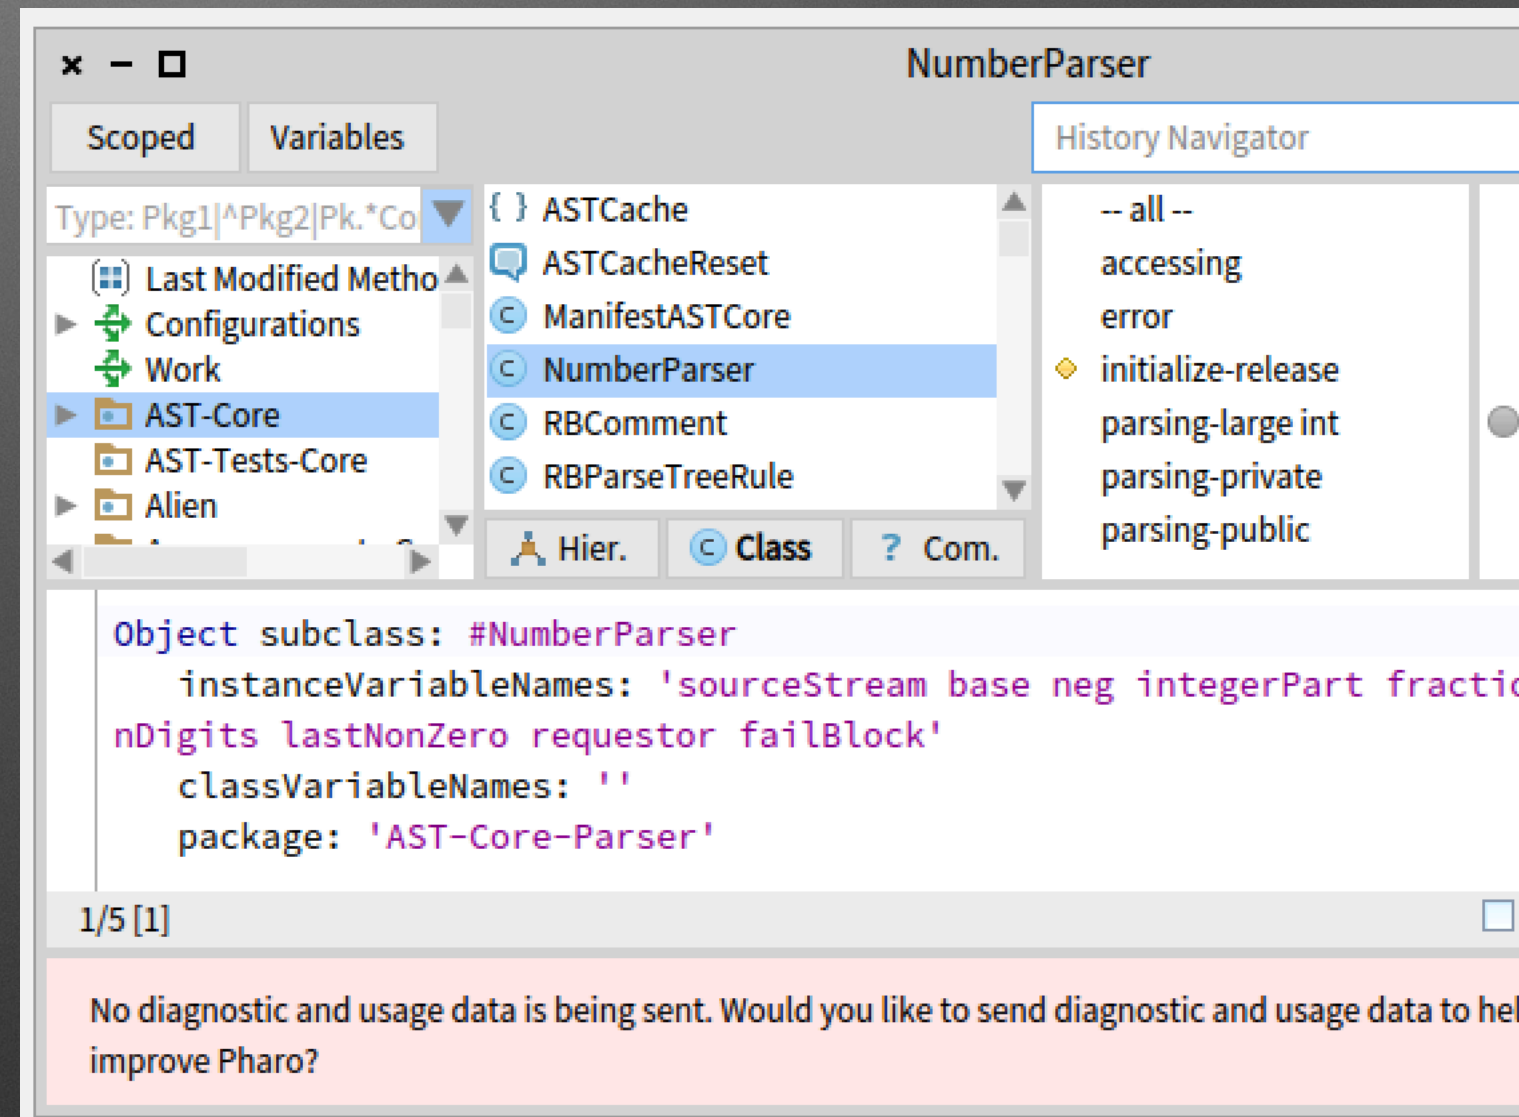 NumberParser
Scoped
Variables
History Navigator
Type: Pkg1|^Pkg2|Pk.*Co
Last Modified Metho
Configurations
Work
AST-Core
AST-Tests-Core
Alien
{ } ASTCache
ASTCacheReset
C ManifestASTCore
C NumberParser
C RBComment
C RBParseTreeRule
Hier.
C Class
? Com.
-- all --
accessing
error
initialize-release
parsing-large int
parsing-private
parsing-public
Object subclass: #NumberParser
instanceVariableNames: 'sourceStream base neg integerPart fractio
nDigits lastNonZero requestor failBlock'
classVariableNames: ''
package: 'AST-Core-Parser'
1/5 [1]
No diagnostic and usage data is being sent. Would you like to send diagnostic and usage data to hel
improve Pharo?